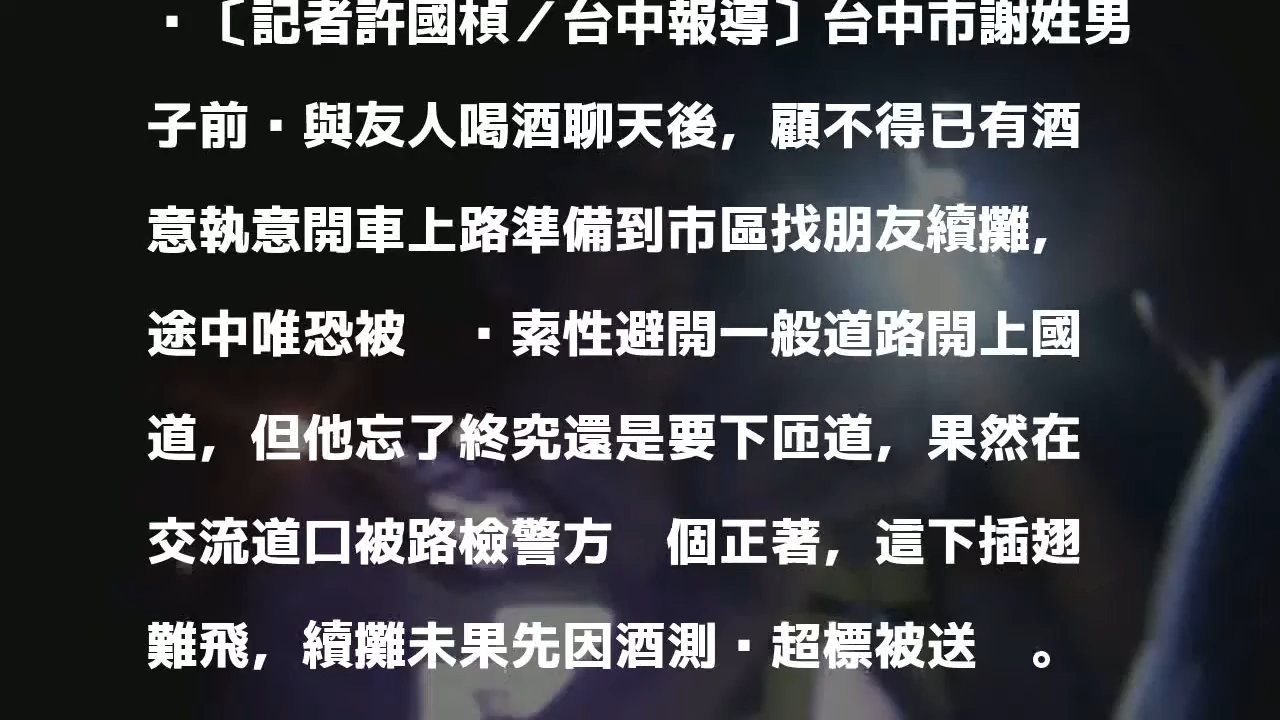 ▪〔記者許國楨／台中報導〕台中市謝姓男
子前▪與友人喝酒聊天後，顧不得已有酒
意執意開車上路準備到市區找朋友續攤，
途中唯恐被　▪索性避開一般道路開上國
道，但他忘了終究還是要下匝道，果然在
交流道口被路檢警方　個正著，這下插翅
難飛，續攤未果先因酒測▪超標被送　。